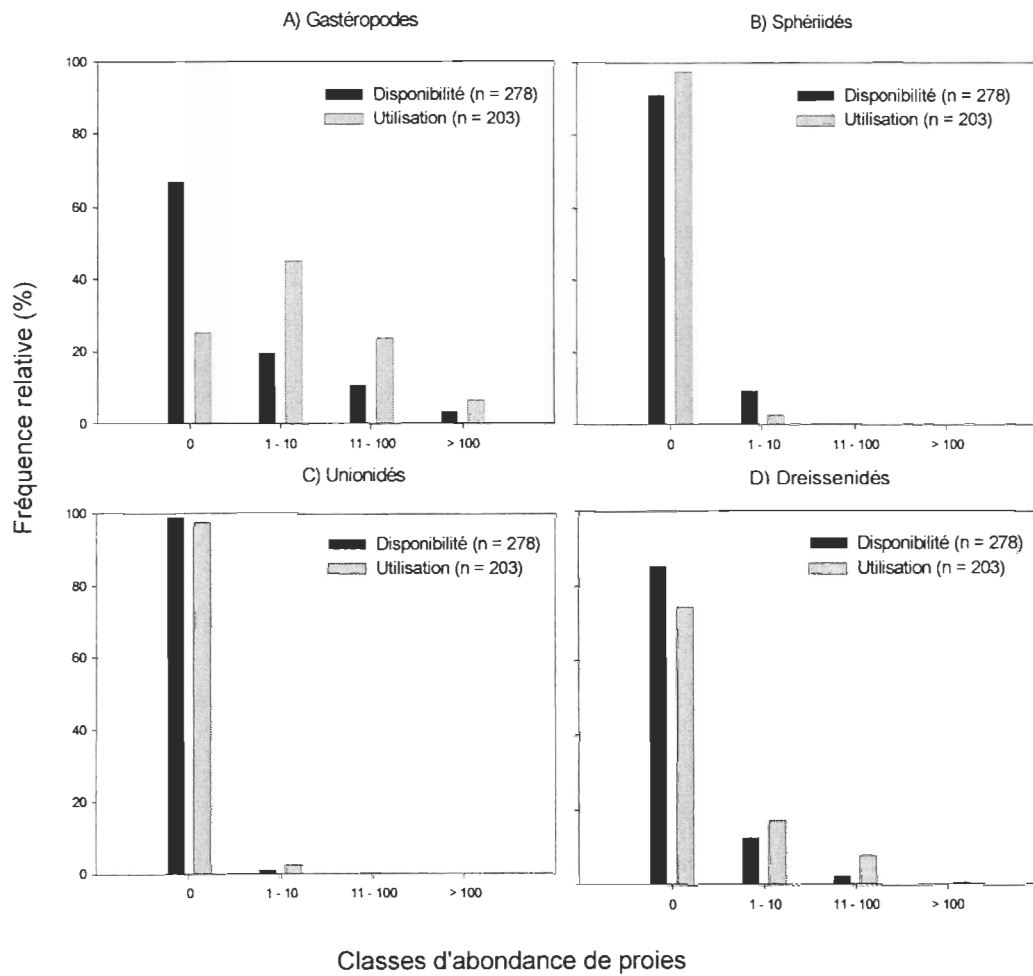 A) Gastéropodes
B) Sphériidés
100
80
60
40
20
0
Disponibilité (n = 278)
Utilisation (n = 203)
Disponibilité (n = 278)
Utilisation (n = 203)
0 1 - 10 11 - 100 > 100
0 1 - 10 11 - 100 > 100
Fréquence relative (%)
C) Unionidés
D) Dreissenidés
100
80
60
40
20
0
Disponibilité (n = 278)
Utilisation (n = 203)
Disponibilité (n = 278)
Utilisation (n = 203)
0 1 - 10 11 - 100 > 100
0 1 - 10 11 - 100 > 100
Classes d'abondance de proies